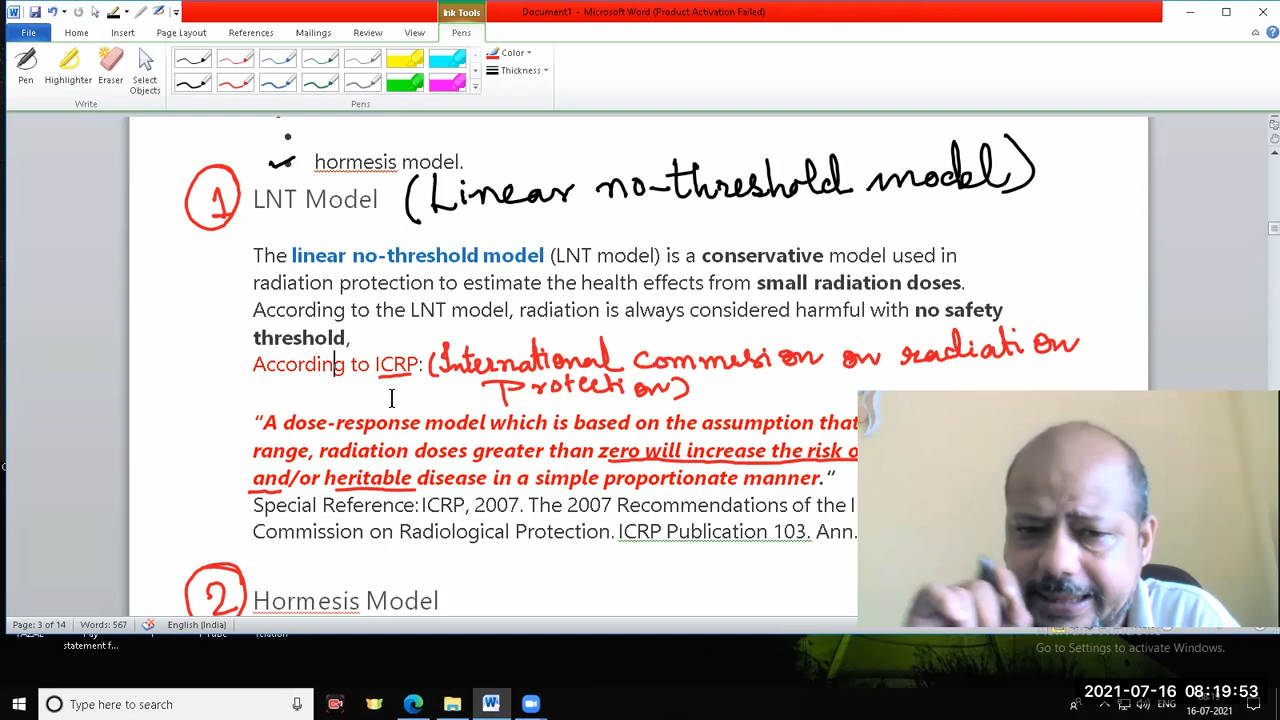 Ink Tools
Document1 - Microsoft Word (Product Activation Failed)
File Home Insert Page Layout References Mailings Review View Pens
Pen Highlighter Eraser Select Objects
Color
Thickness
Write
Pens
hormesis model.
1 LNT Model (Linear no-threshold model)
The linear no-threshold model (LNT model) is a conservative model used in
radiation protection to estimate the health effects from small radiation doses.
According to the LNT model, radiation is always considered harmful with no safety
threshold,
According to ICRP: (International commesion on radiation
Protection)
“A dose-response model which is based on the assumption that
range, radiation doses greater than zero will increase the risk o
and/or heritable disease in a simple proportionate manner.“
Special Reference: ICRP, 2007. The 2007 Recommendations of the I
Commission on Radiological Protection. ICRP Publication 103. Ann.
2 Hormesis Model
Page: 3 of 14 Words: 567 English (India)
statement f...
Go to Settings to activate Windows.
Type here to search
ENG
2021-07-16 08:19:53
16-07-2021